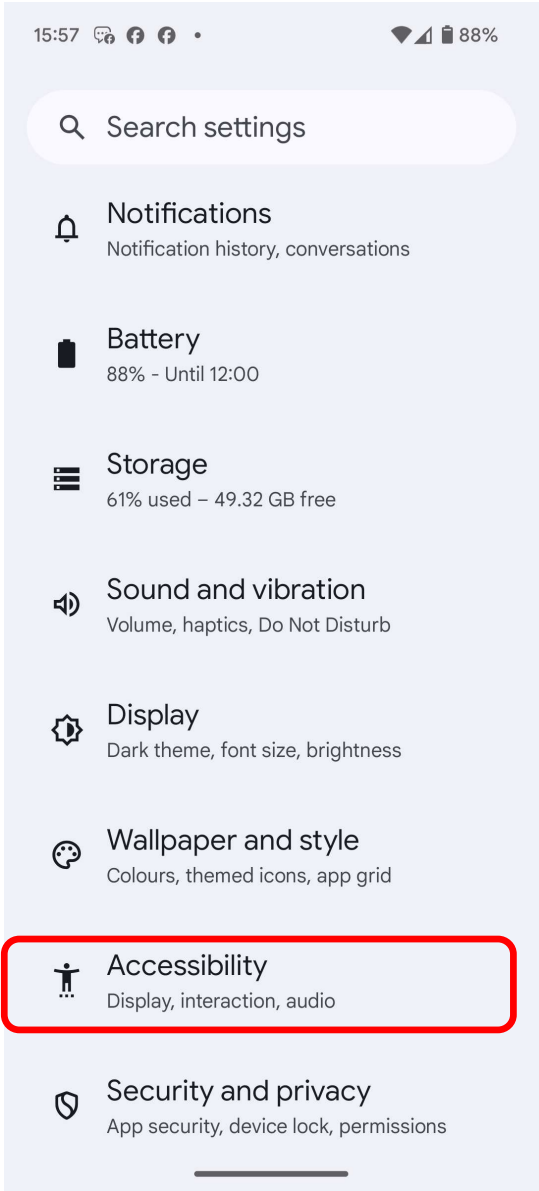 15:57 88%
Search settings
Notifications
Notification history, conversations
Battery
88% - Until 12:00
Storage
61% used – 49.32 GB free
Sound and vibration
Volume, haptics, Do Not Disturb
Display
Dark theme, font size, brightness
Wallpaper and style
Colours, themed icons, app grid
Accessibility
Display, interaction, audio
Security and privacy
App security, device lock, permissions